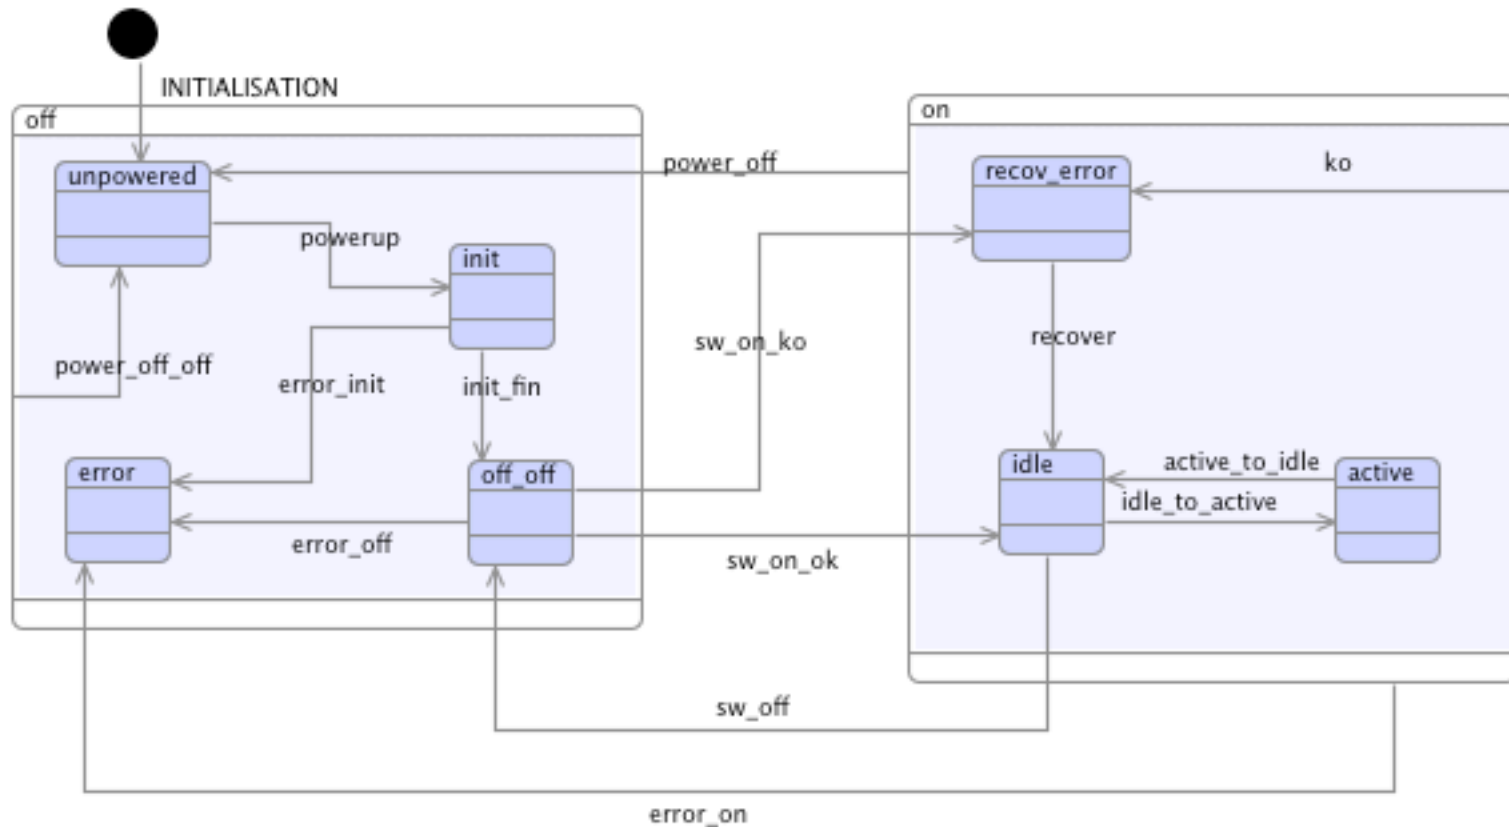 INITIALISATION
off
on
unpowered
power_off
recov_error
ko
powerup
init
sw_on_ko
recover
power_off_off
error_init
init_fin
error
off_off
idle
active_to_idle
active
idle_to_active
error_off
sw_on_ok
sw_off
error_on